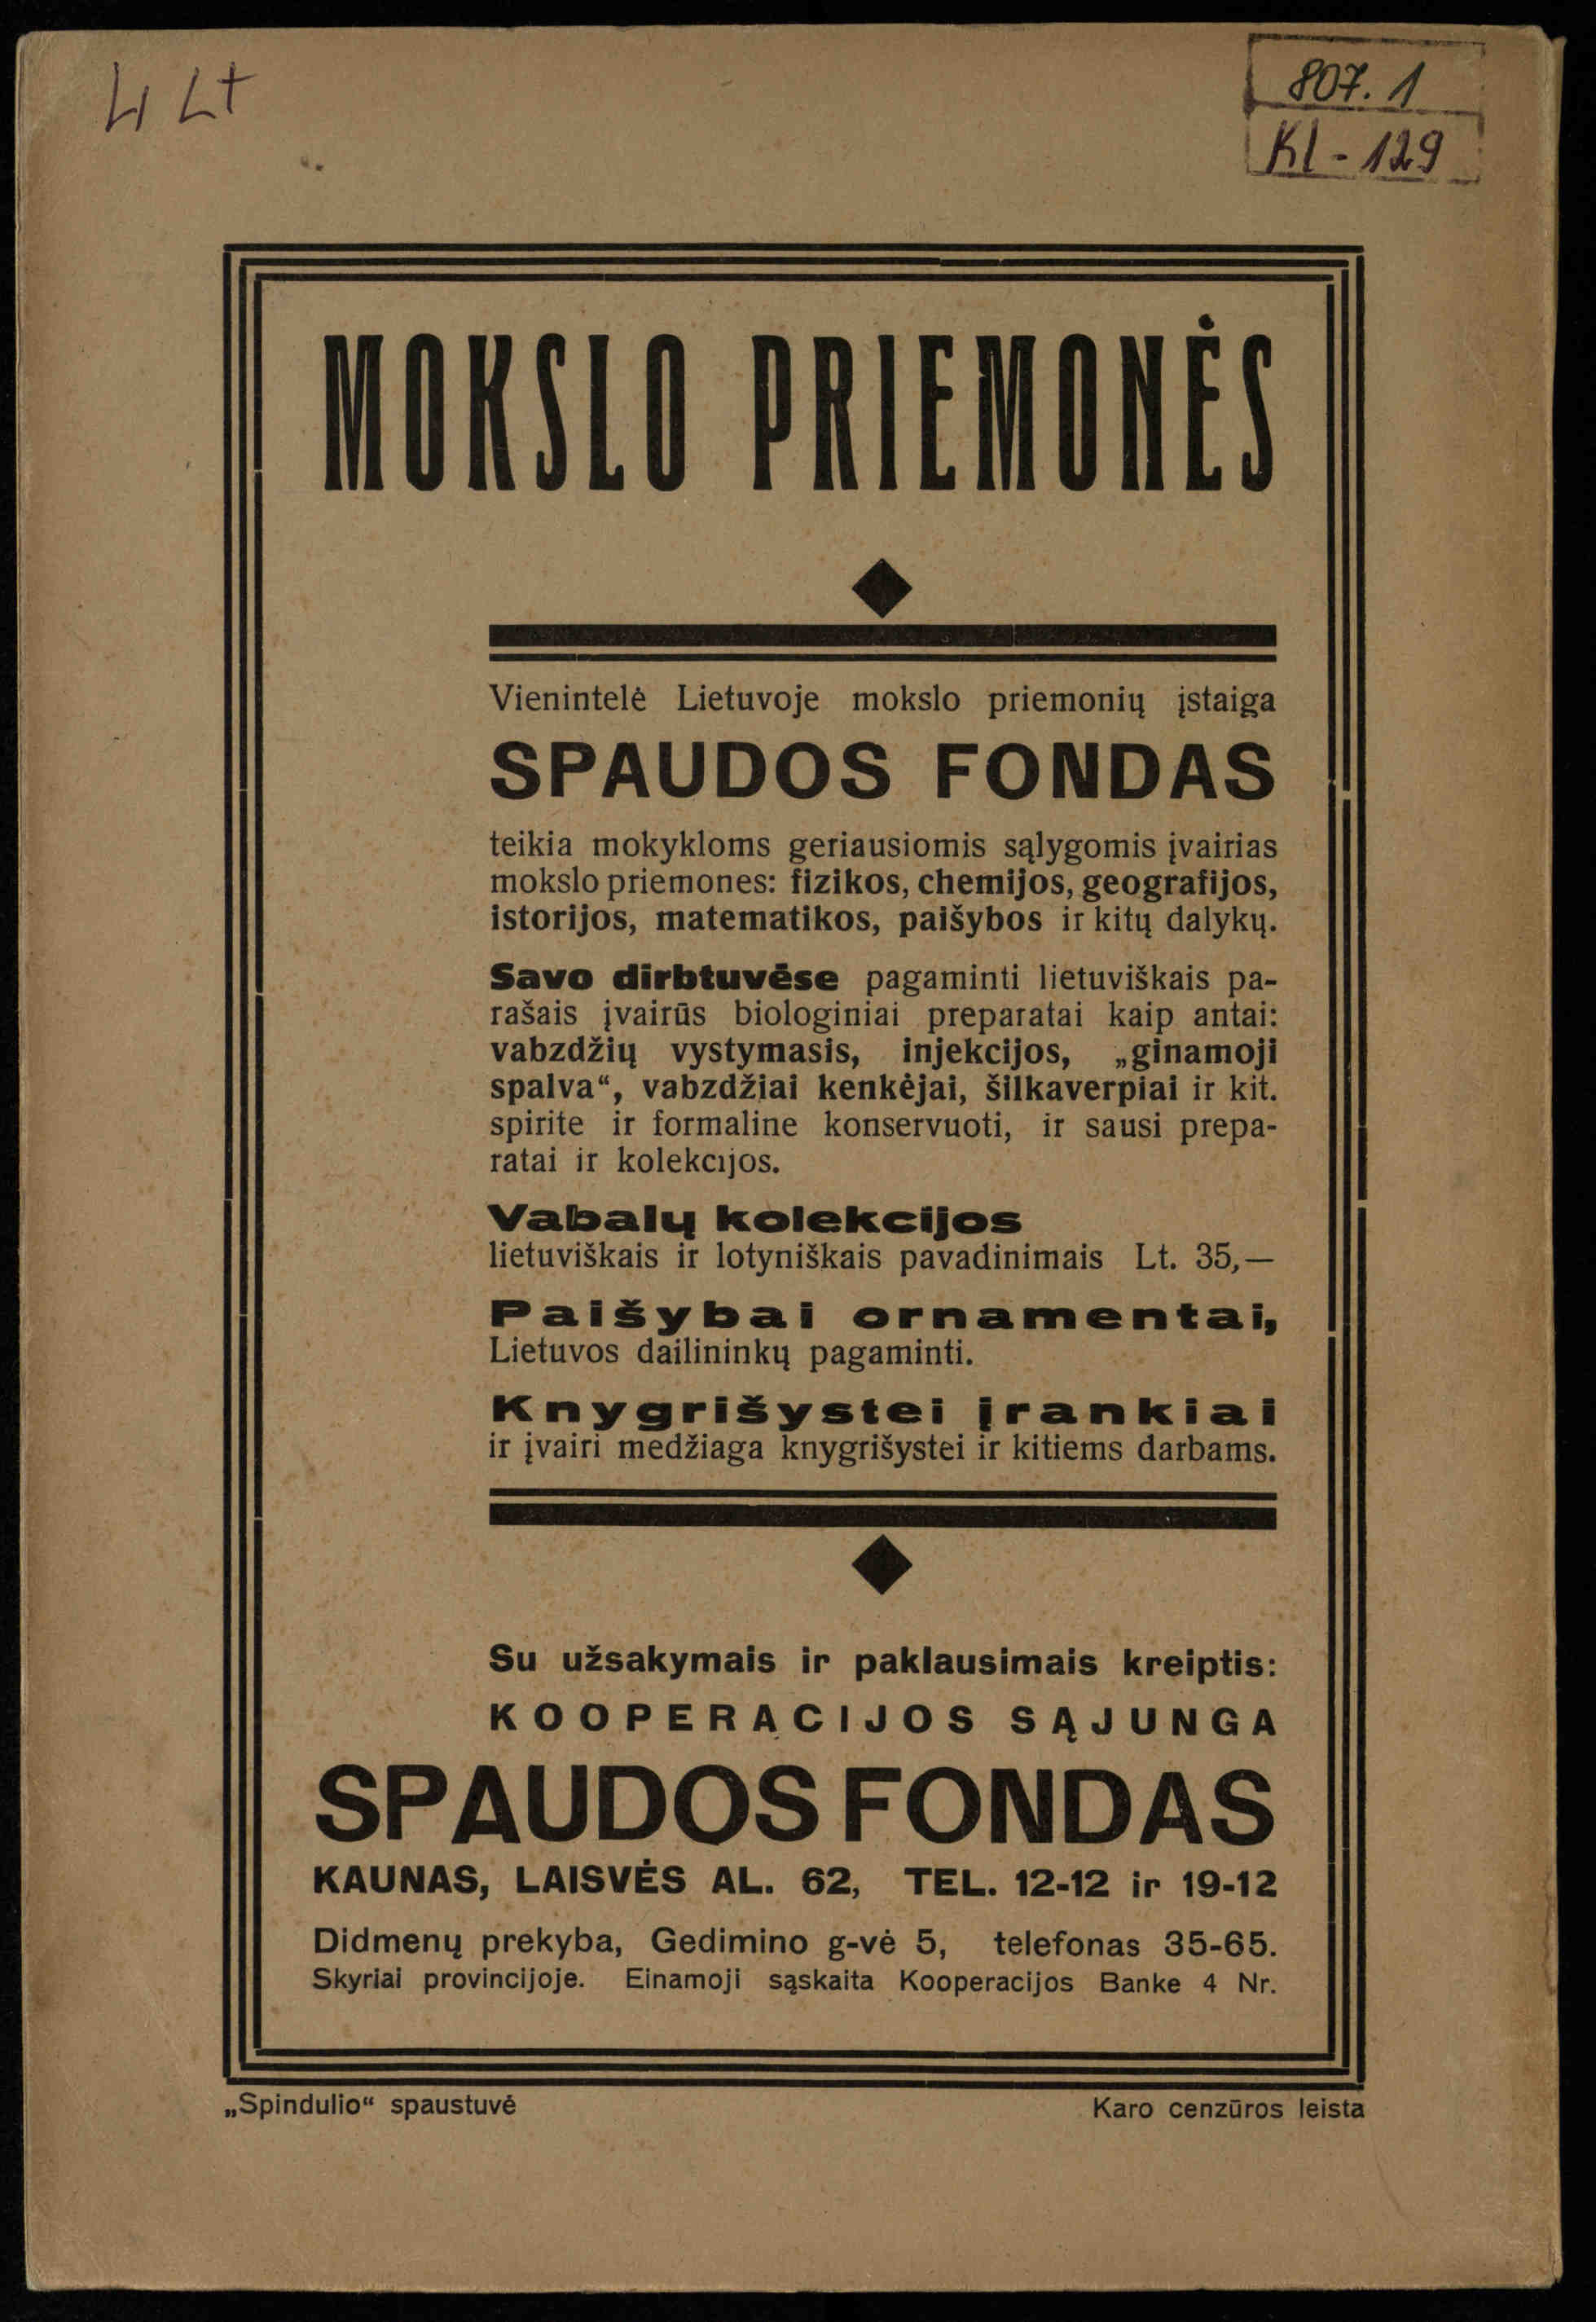 4 Lt
807. 1
Kl - 129
MOKSLO PRIEMONĖS
Vienintelė Lietuvoje mokslo priemonių įstaiga
SPAUDOS FONDAS
teikia mokykloms geriausiomis sąlygomis įvairias
mokslo priemones: fizikos, chemijos, geografijos,
istorijos, matematikos, paišybos ir kitų dalykų.
Savo dirbtuvėse pagaminti lietuviškais pa-
rašais įvairūs biologiniai preparatai kaip antai:
vabzdžių vystymasis, injekcijos, „ginamoji
spalva“, vabzdžiai kenkėjai, šilkaverpiai ir kit.
spirite ir formaline konservuoti, ir sausi prepa-
ratai ir kolekcijos.
Vabalų kolekcijos
lietuviškais ir lotyniškais pavadinimais Lt. 35,—
Paišybai ornamentai,
Lietuvos dailininkų pagaminti.
Knygrišystei įrankiai
ir įvairi medžiaga knygrišystei ir kitiems darbams.
Su užsakymais ir paklausimais kreiptis:
KOOPERACIJOS SĄJUNGA
SPAUDOS FONDAS
KAUNAS, LAISVĖS AL. 62, TEL. 12-12 ir 19-12
Didmenų prekyba, Gedimino g-vė 5, telefonas 35-65.
Skyriai provincijoje. Einamoji sąskaita Kooperacijos Banke 4 Nr.
„Spindulio“ spaustuvė
Karo cenzūros leista